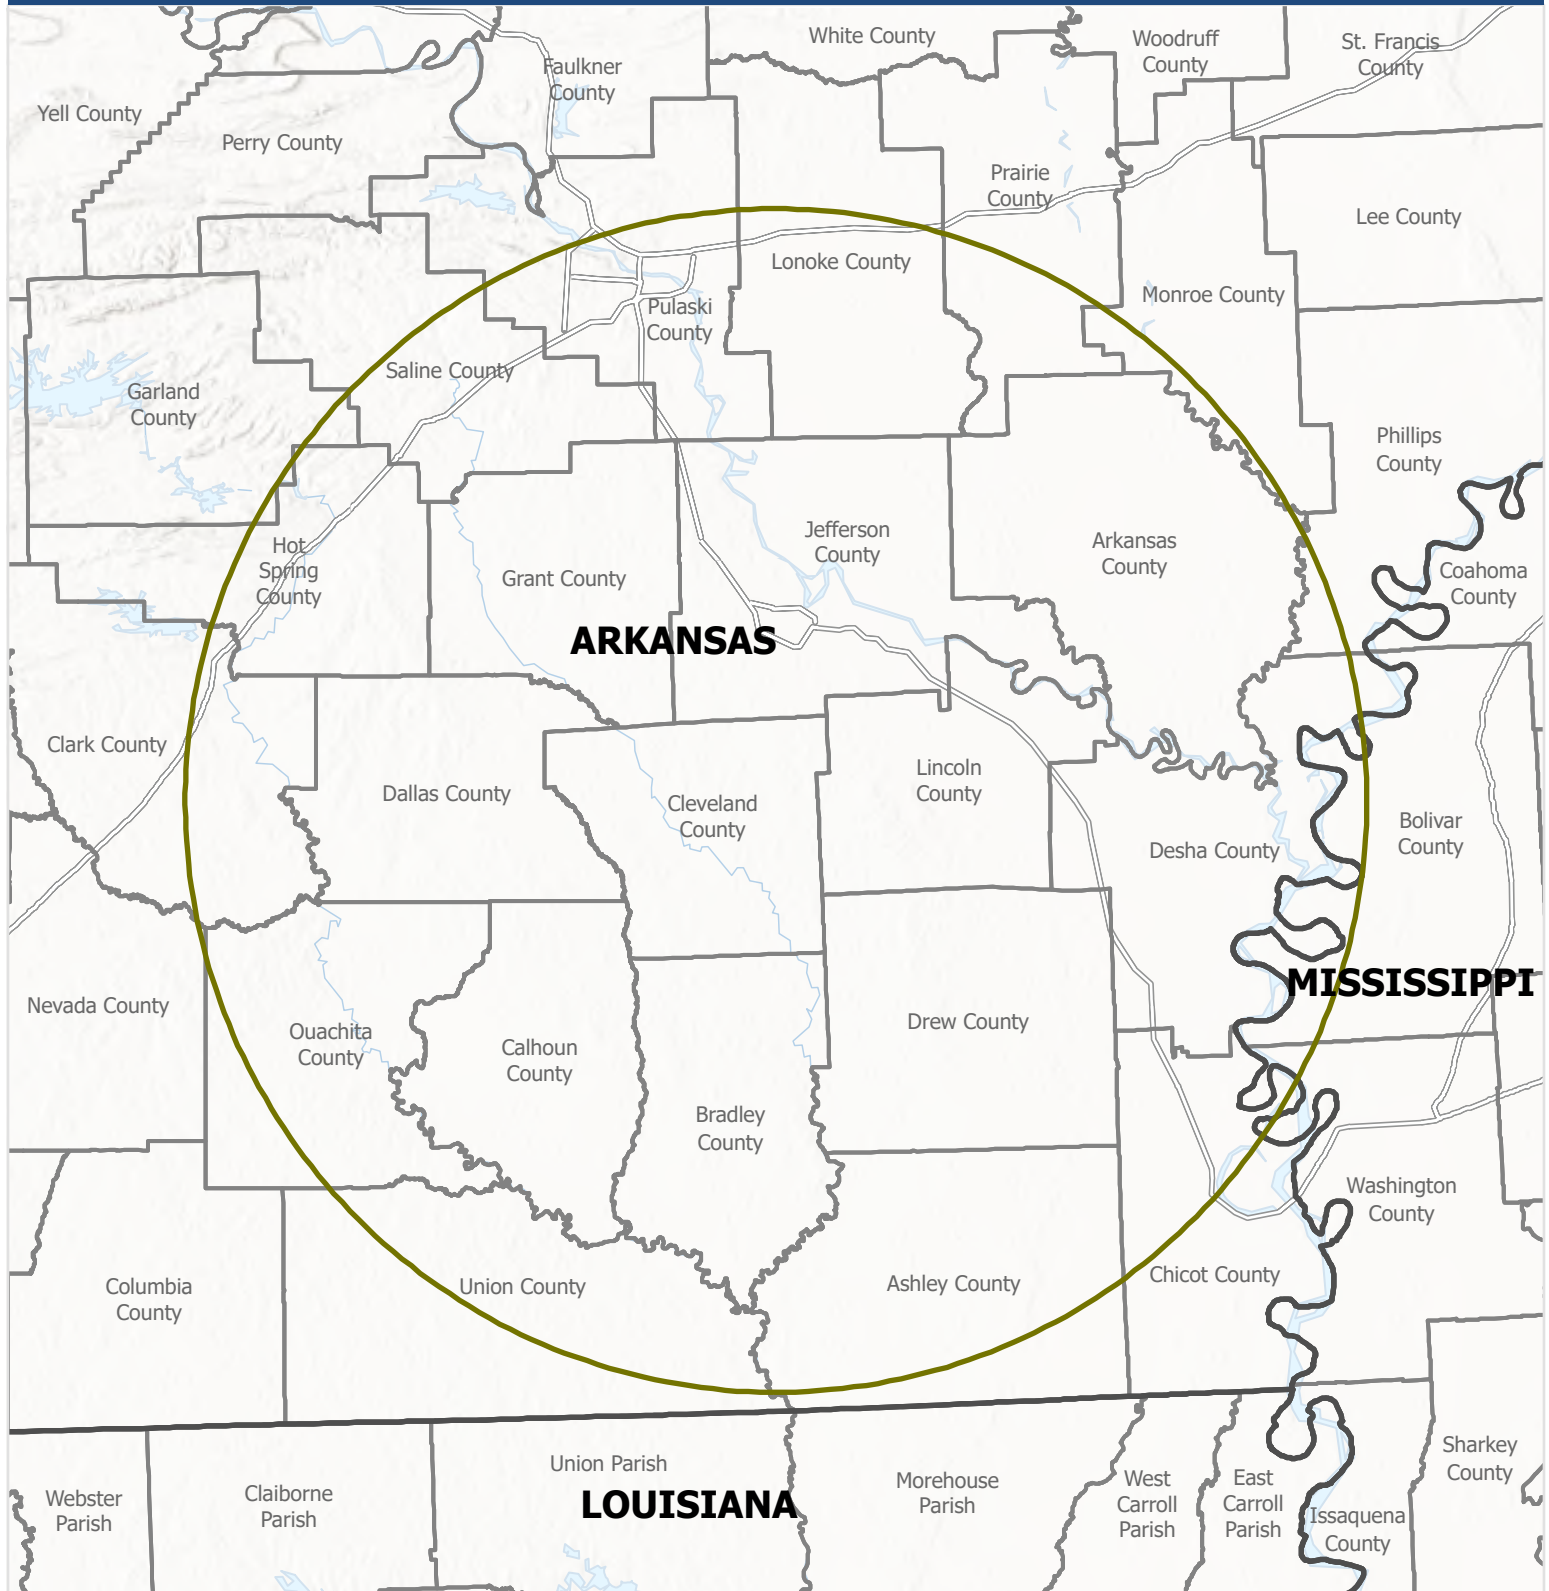 White County
Woodruff
County
St. Francis
County
Faulkner
County
Yell County
Perry County
Prairie
County
Lee County
Lonoke County
Monroe County
Pulaski
County
Saline County
Garland
County
Phillips
County
Hot
Spring
County
Grant County
Jefferson
County
Arkansas
County
Coahoma
County
ARKANSAS
Clark County
Dallas County
Cleveland
County
Lincoln
County
Desha County
Bolivar
County
MISSISSIPPI
Nevada County
Ouachita
County
Calhoun
County
Drew County
Bradley
County
Washington
County
Columbia
County
Union County
Ashley County
Chicot County
Sharkey
County
Union Parish
Webster
Parish
Claiborne
Parish
LOUISIANA
Morehouse
Parish
West
Carroll
Parish
East
Carroll
Parish
Issaquena
County